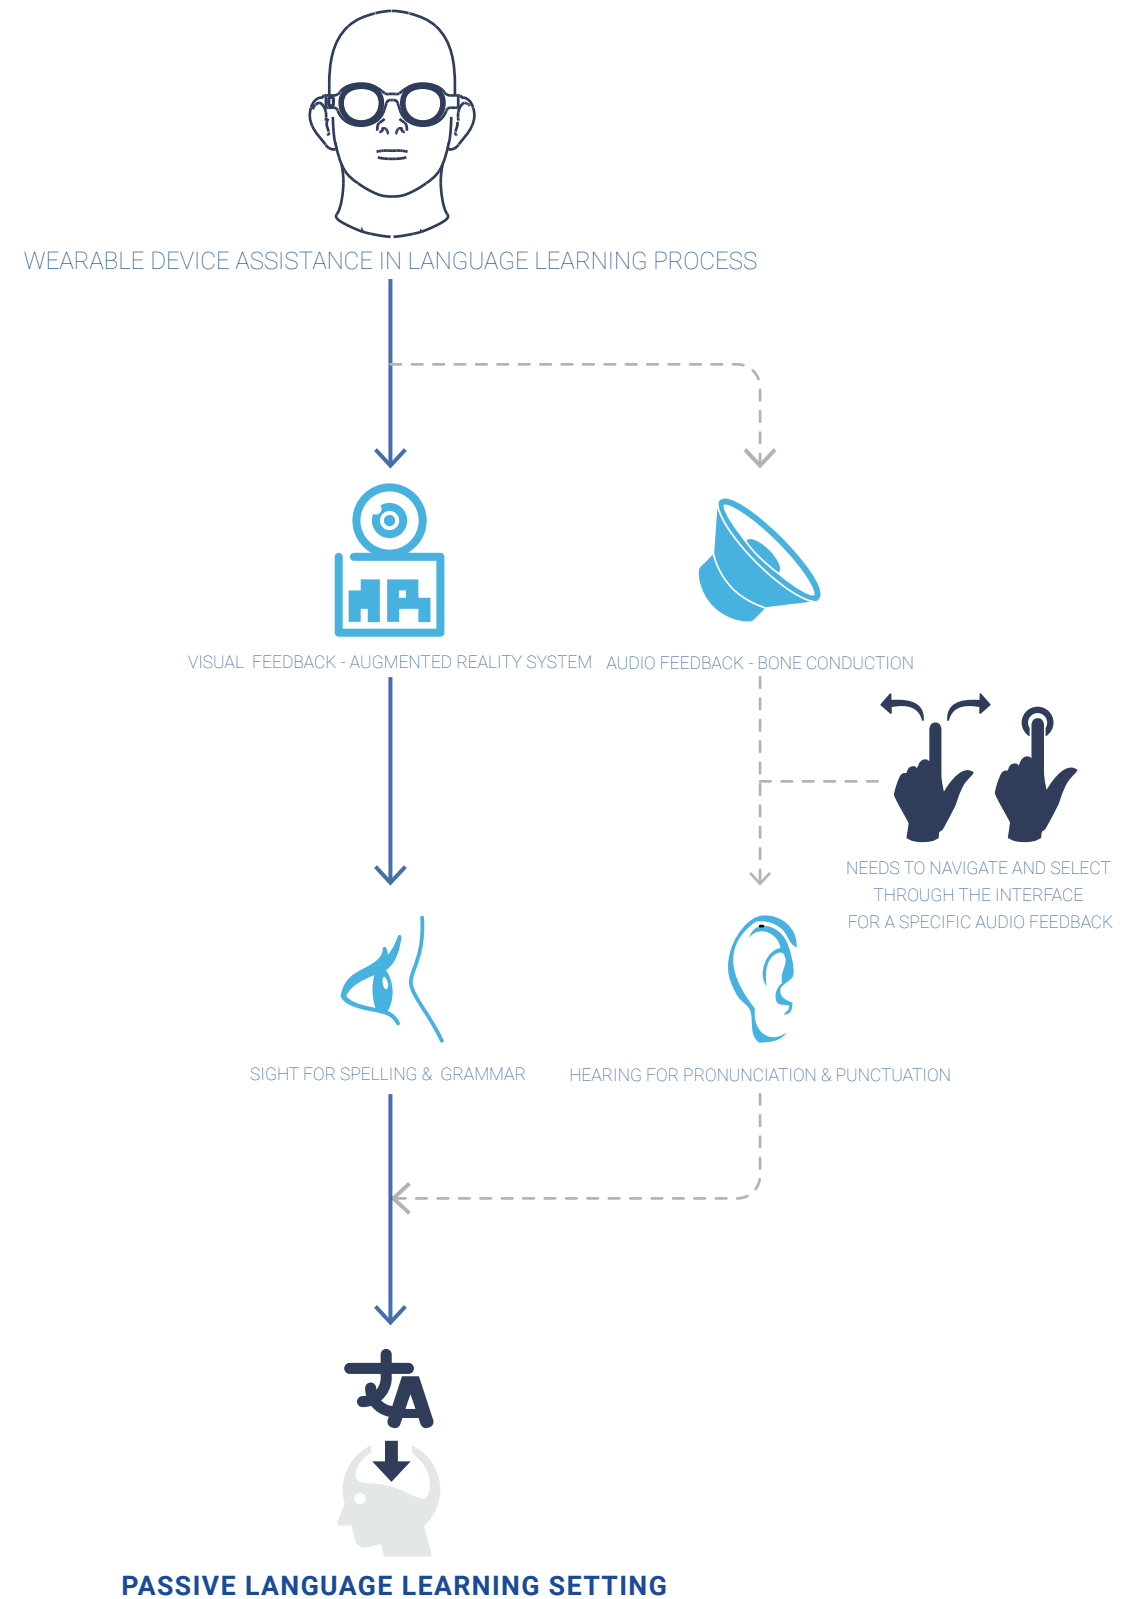 WEARABLE DEVICE ASSISTANCE IN LANGUAGE LEARNING PROCESS
AR
VISUAL FEEDBACK - AUGMENTED REALITY SYSTEM
AUDIO FEEDBACK - BONE CONDUCTION
NEEDS TO NAVIGATE AND SELECT
THROUGH THE INTERFACE
FOR A SPECIFIC AUDIO FEEDBACK
SIGHT FOR SPELLING & GRAMMAR
HEARING FOR PRONUNCIATION & PUNCTUATION
A
PASSIVE LANGUAGE LEARNING SETTING